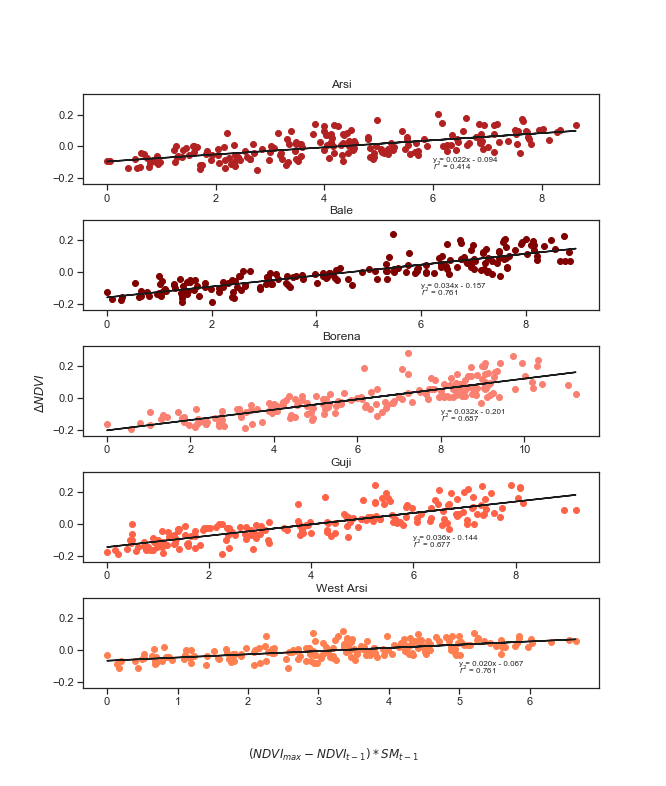 Arsi
0.2
0.0
−0.2
y = 0.022x - 0.094
r² = 0.414
0 2 4 6 8
Bale
0.2
0.0
−0.2
y = 0.034x - 0.157
r² = 0.761
0 2 4 6 8
Borena
0.2
0.0
−0.2
y = 0.032x - 0.201
r² = 0.687
0 2 4 6 8 10
ΔNDVI
Guji
0.2
0.0
−0.2
y = 0.036x - 0.144
r² = 0.677
0 2 4 6 8
West Arsi
0.2
0.0
−0.2
y = 0.020x - 0.067
r² = 0.761
0 1 2 3 4 5 6
(NDVI_max − NDVI_t−1) * SM_t−1